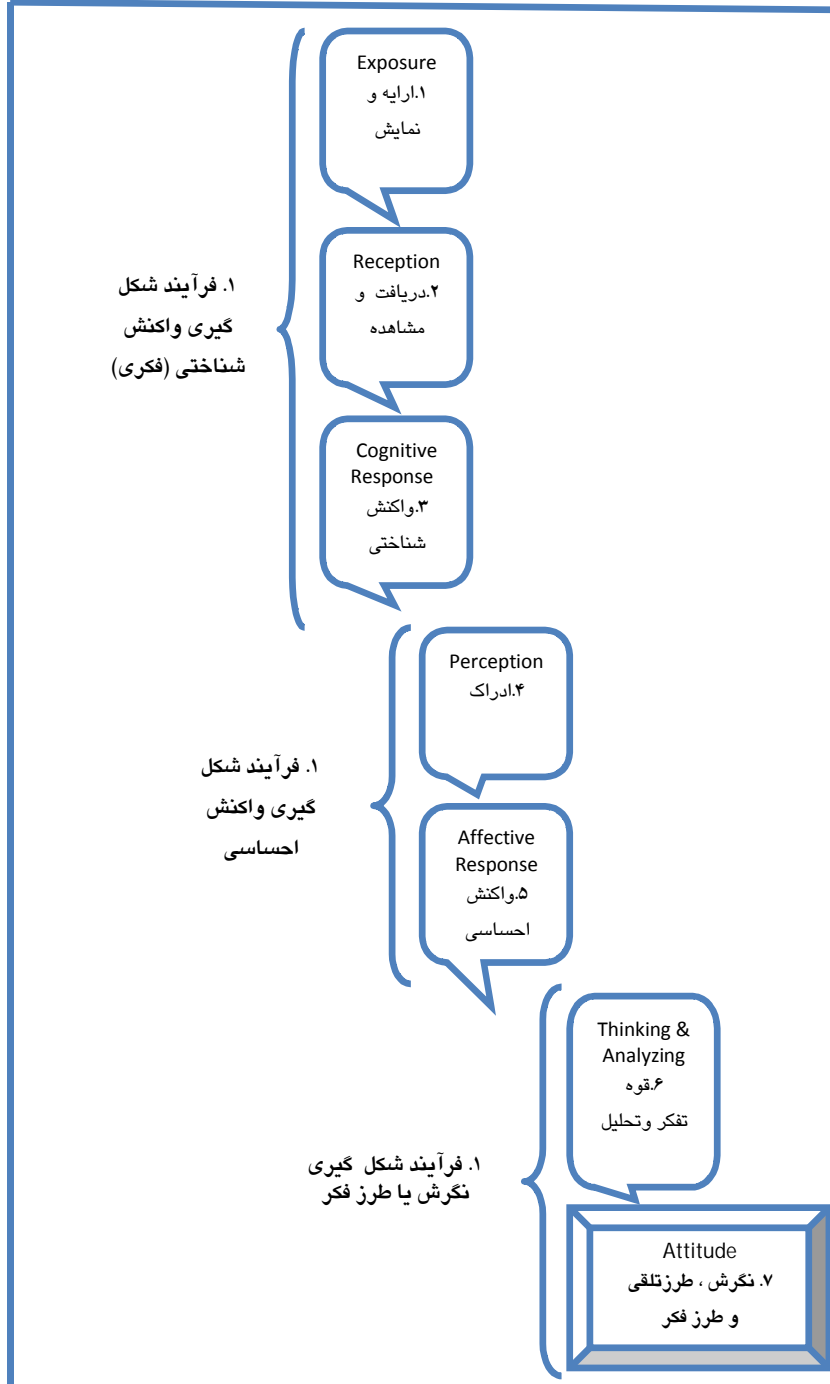 Exposure
۱.ارایه و
نمایش
Reception
۲.دریافت و
مشاهده
۱. فرآیند شکل
گیری واکنش
شناختی (فکری)
Cognitive
Response
۳.واکنش
شناختی
Perception
۴.ادراک
۱. فرآیند شکل
گیری واکنش
احساسی
Affective
Response
۵.واکنش
احساسی
Thinking &
Analyzing
۶.قوه
تفکر وتحلیل
۱. فرآیند شکل گیری
نگرش یا طرز فکر
Attitude
۷. نگرش ، طرزتلقی
و طرز فکر